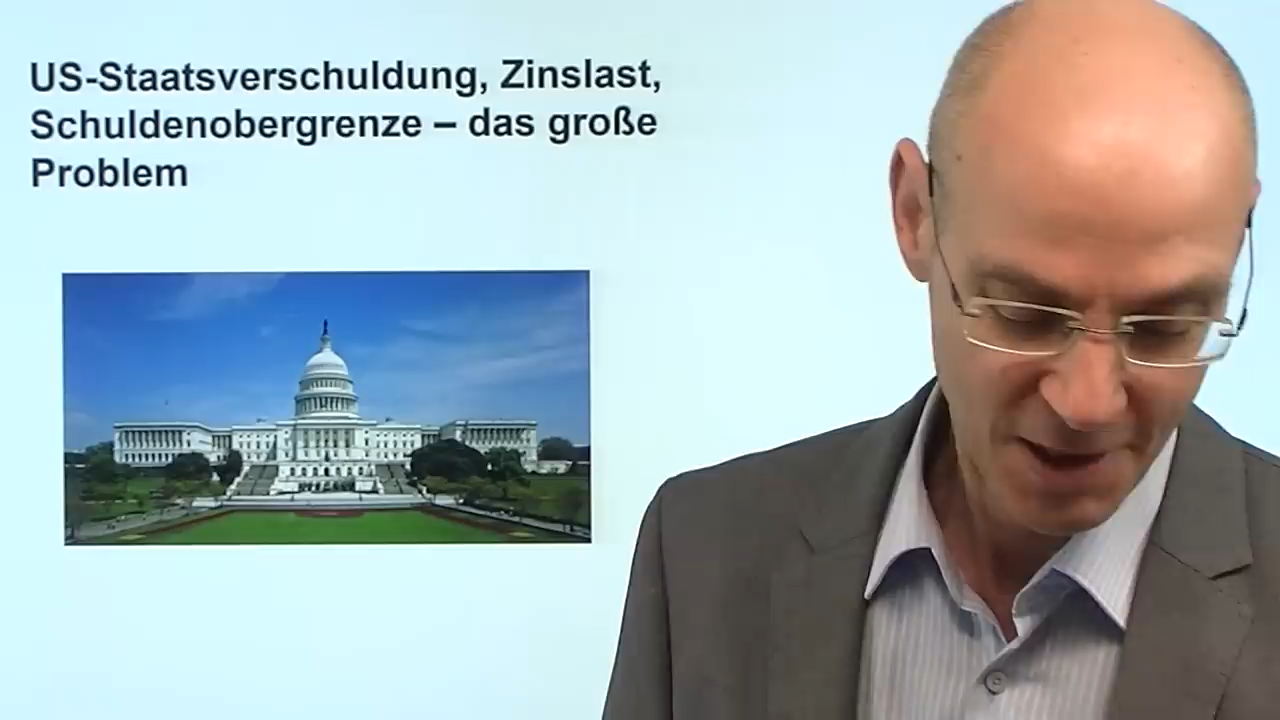 US-Staatsverschuldung, Zinslast,
Schuldenobergrenze – das große
Problem